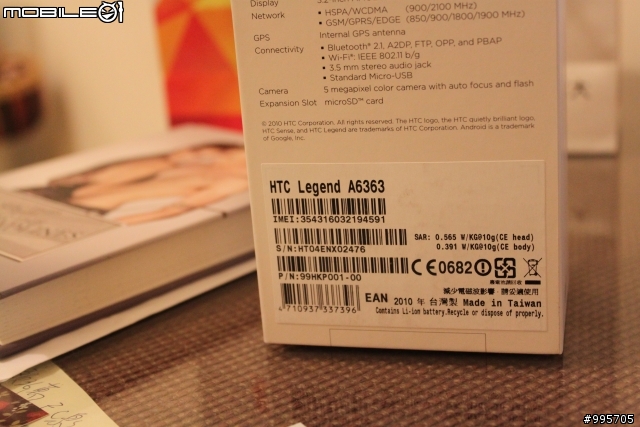 MOBILE01
Display
Network • HSPA/WCDMA (900/2100 MHz)
• GSM/GPRS/EDGE (850/900/1800/1900 MHz)
GPS Internal GPS antenna
Connectivity • Bluetooth® 2.1, A2DP, FTP, OPP, and PBAP
• Wi-Fi®: IEEE 802.11 b/g
• 3.5 mm stereo audio jack
• Standard Micro-USB
Camera 5 megapixel color camera with auto focus and flash
Expansion Slot microSD™ card
© 2010 HTC Corporation. All rights reserved. The HTC logo, the HTC quietly brilliant logo,
HTC Sense, and HTC Legend are trademarks of HTC Corporation. Android is a trademark
of Google, Inc.
HTC Legend A6363
IMEI:354316032194591
SAR: 0.565 W/KG@10g(CE head)
0.391 W/KG@10g(CE body)
S/N:HT04ENX02476
CE0682
P/N:99HKP001-00
減少電磁波影響，請妥適使用
EAN 2010 年 台灣製 Made in Taiwan
4710937337396
Contains Li-ion battery.Recycle or dispose of properly.
#995705